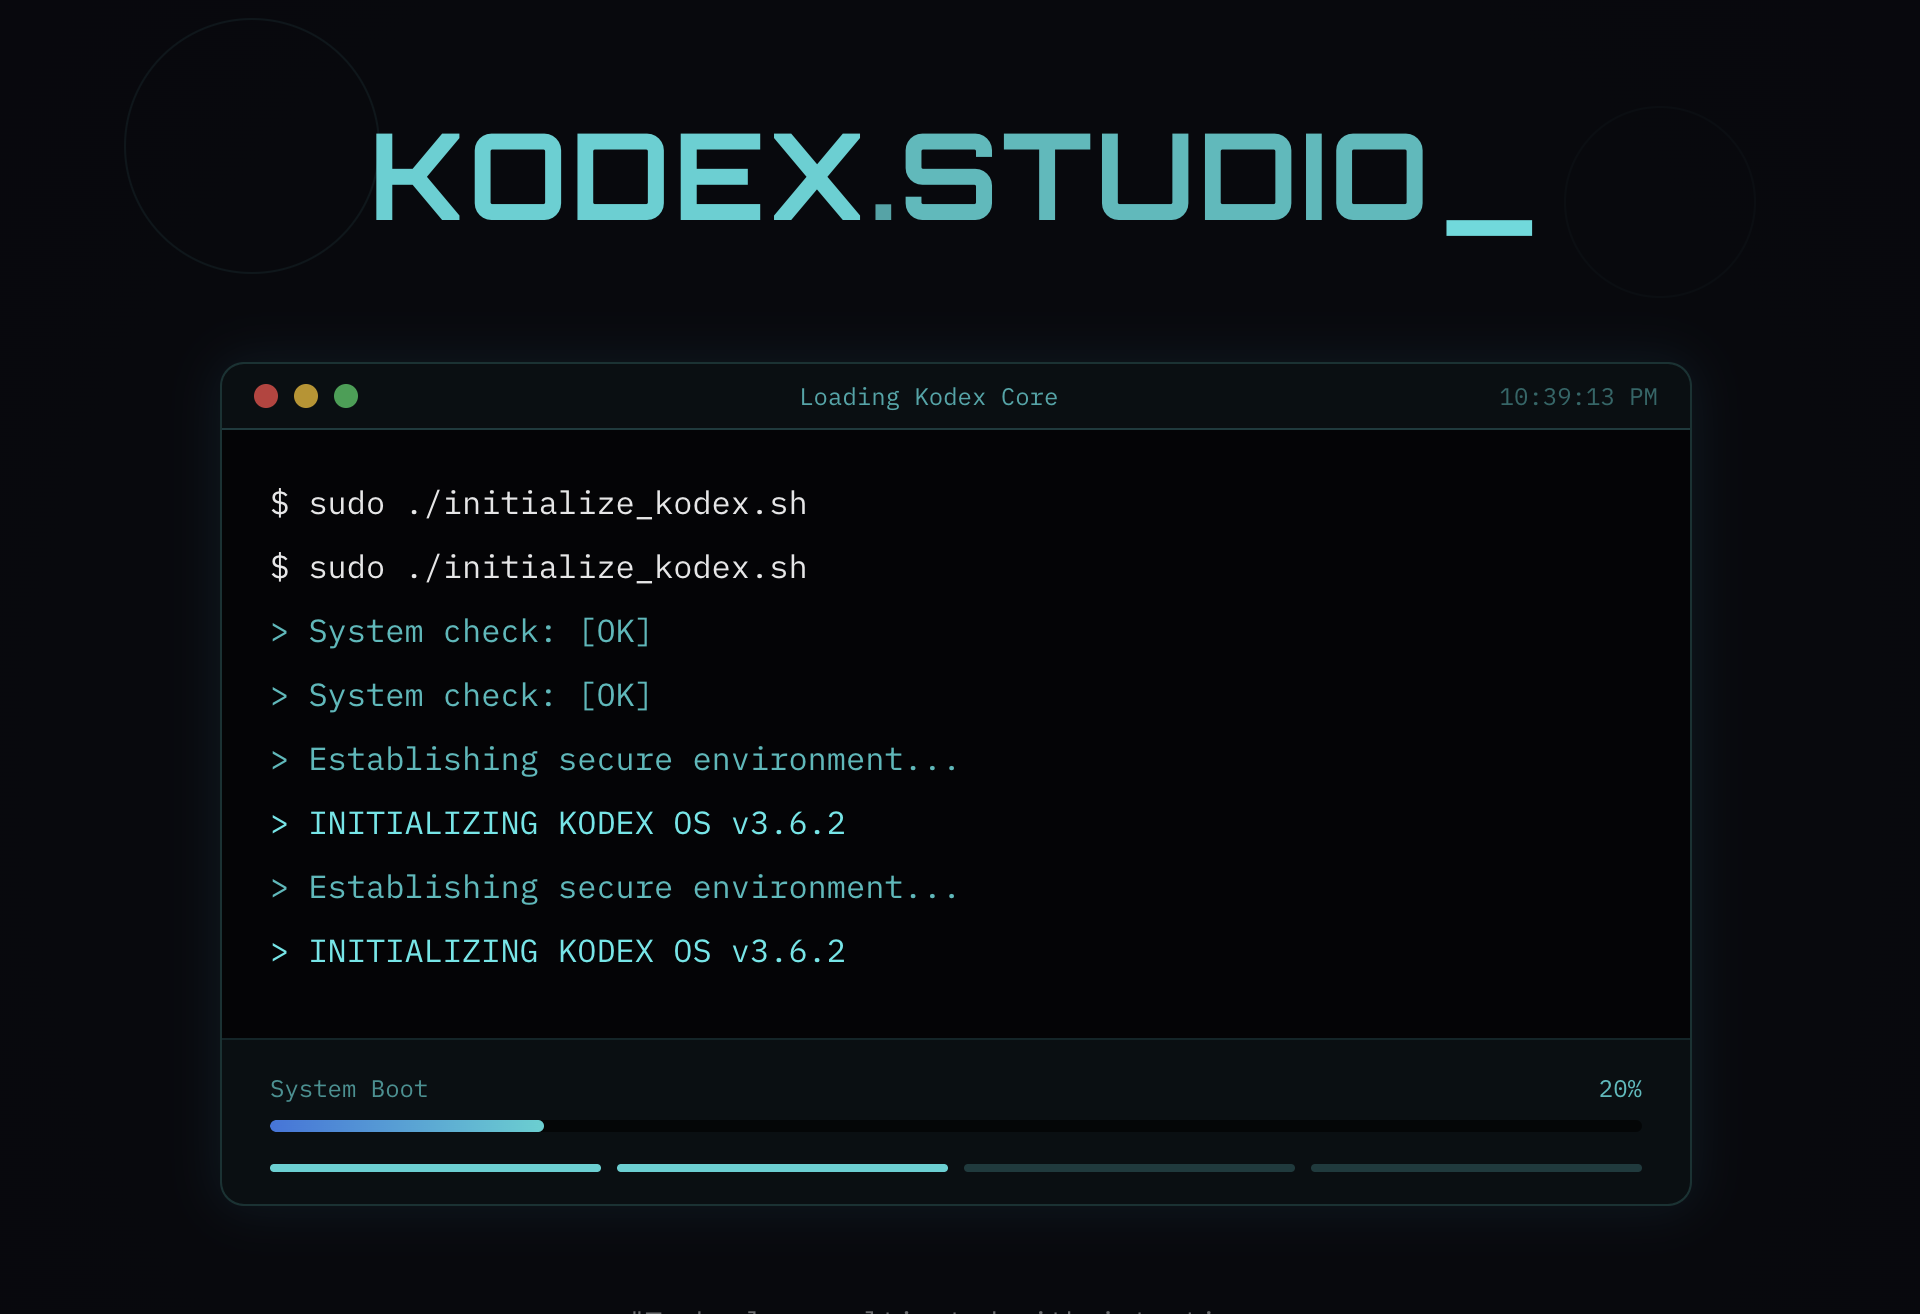 KODEX.STUDIO_
Loading Kodex Core
10:39:13 PM
$ sudo ./initialize_kodex.sh
$ sudo ./initialize_kodex.sh
> System check: [OK]
> System check: [OK]
> Establishing secure environment...
> INITIALIZING KODEX OS v3.6.2
> Establishing secure environment...
> INITIALIZING KODEX OS v3.6.2
System Boot
20%